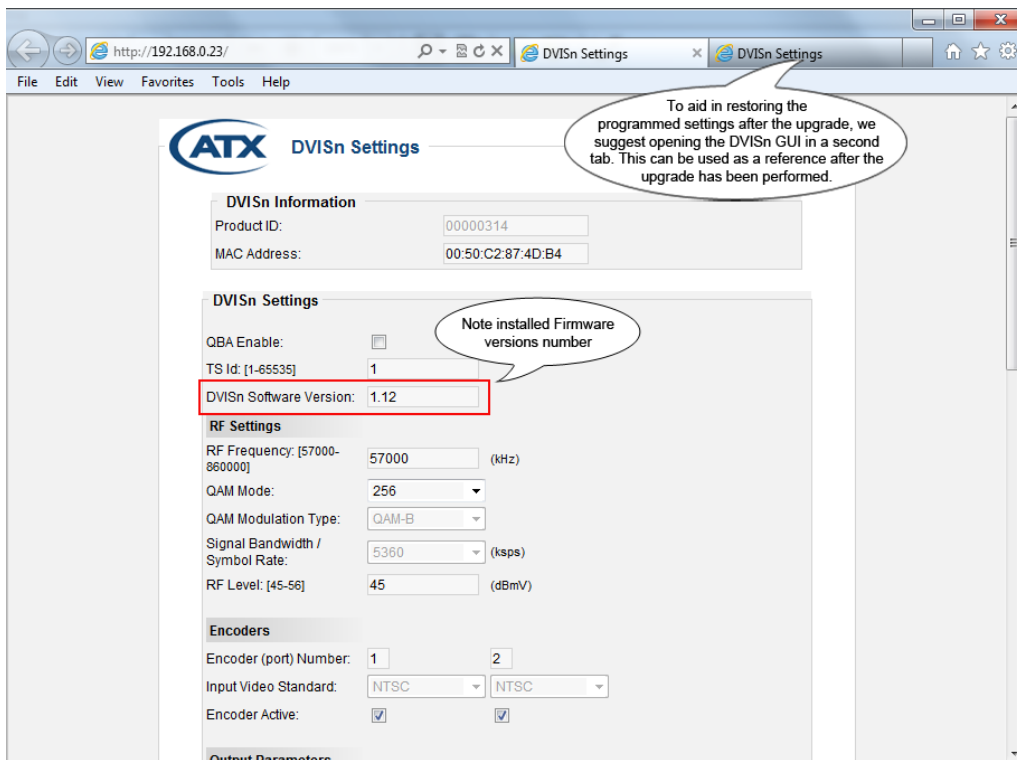 http://192.168.0.23/
DVISn Settings
DVISn Settings
File Edit View Favorites Tools Help
To aid in restoring the
programmed settings after the upgrade, we
suggest opening the DVISn GUI in a second
tab. This can be used as a reference after the
upgrade has been performed.
ATX
DVISn Settings
DVISn Information
Product ID: 00000314
MAC Address: 00:50:C2:87:4D:B4
DVISn Settings
Note installed Firmware
versions number
QBA Enable:
TS Id: [1-65535] 1
DVISn Software Version: 1.12
RF Settings
RF Frequency: [57000-
860000] 57000 (kHz)
QAM Mode: 256
QAM Modulation Type: QAM-B
Signal Bandwidth /
Symbol Rate: 5360 (ksps)
RF Level: [45-56] 45 (dBmV)
Encoders
Encoder (port) Number: 1 2
Input Video Standard: NTSC NTSC
Encoder Active:
Output Parameters